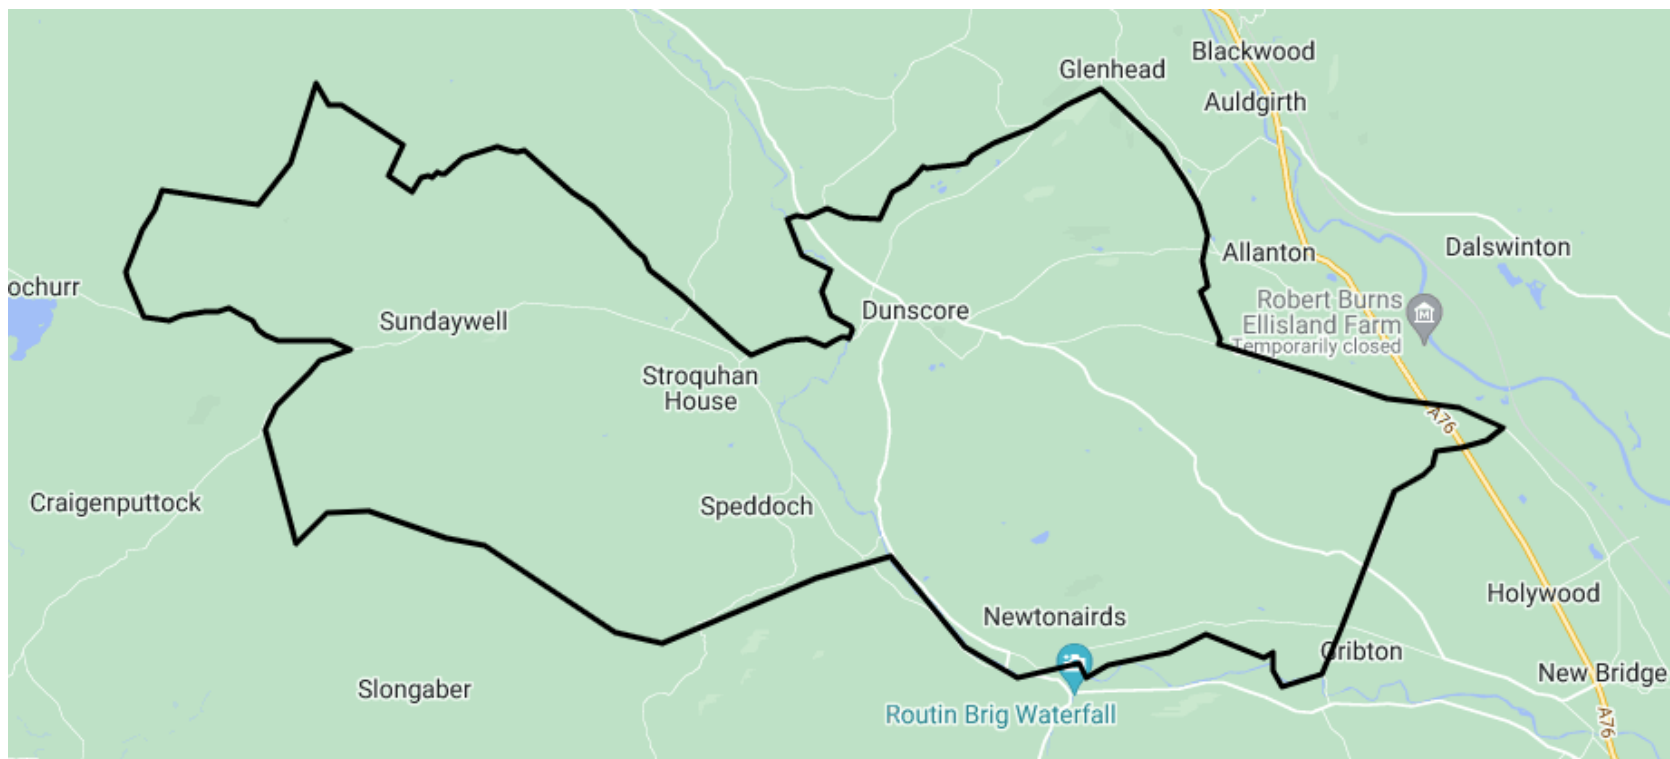 Blackwood
Glenhead
Auldgirth
Allanton
Dalswinton
ochurr
Robert Burns
Ellisland Farm
Temporarily closed
Dunscore
Sundaywell
Stroquhan
House
A76
Craigenputtock
Speddoch
Holywood
Newtonairds
Gribton
New Bridge
Slongaber
Routin Brig Waterfall
A76